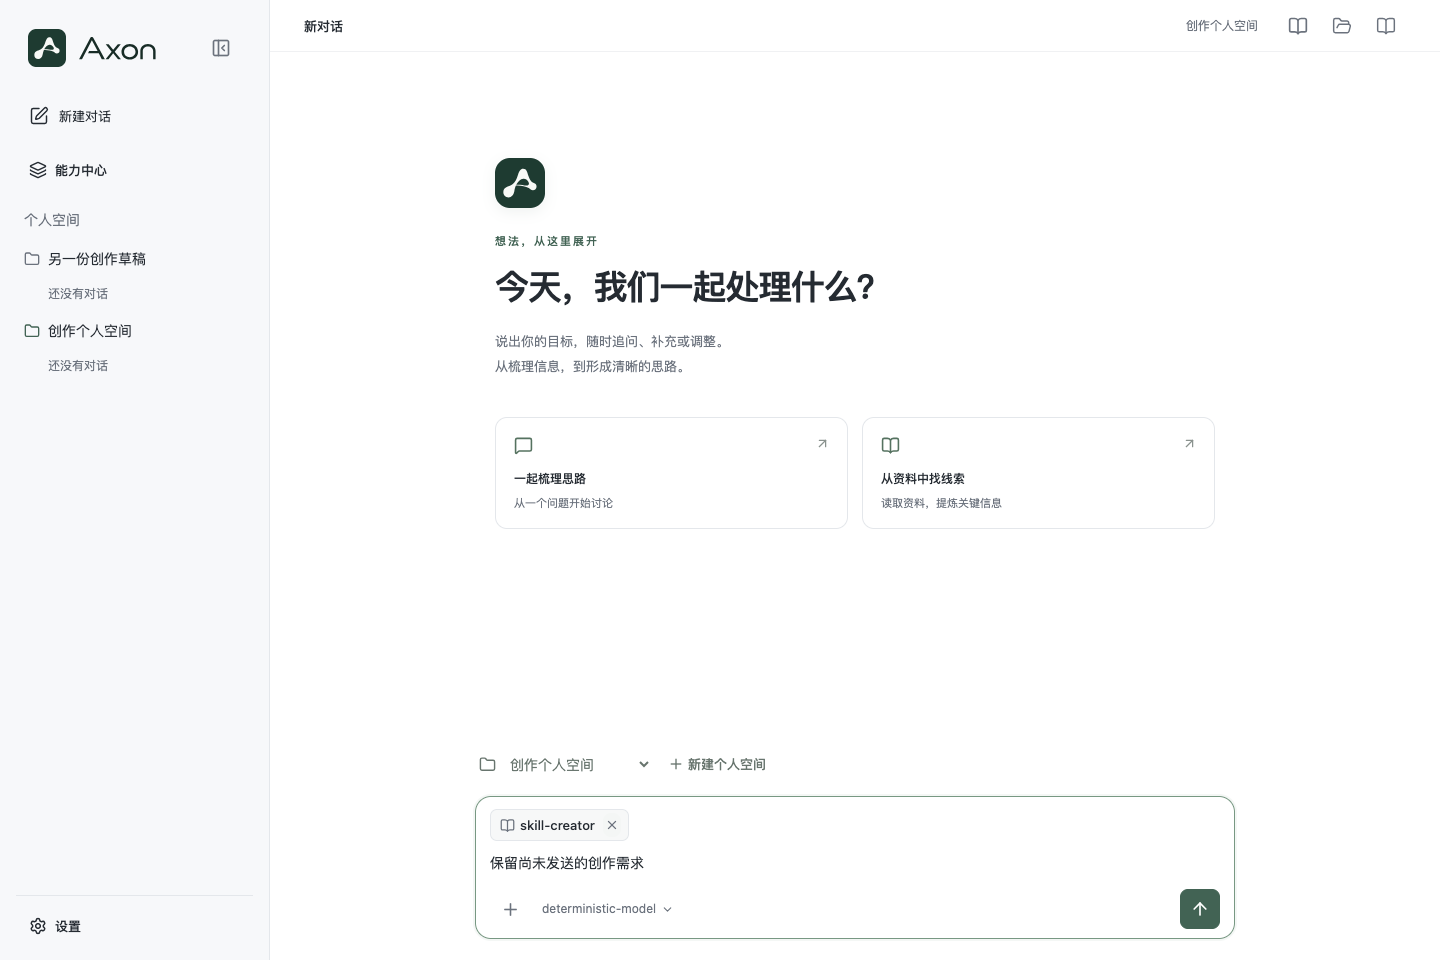 Axon
新建对话
能力中心
个人空间
另一份创作草稿
还没有对话
创作个人空间
还没有对话
设置
新对话
创作个人空间
想法，从这里展开
今天，我们一起处理什么？
说出你的目标，随时追问、补充或调整。
从梳理信息，到形成清晰的思路。
一起梳理思路
从一个问题开始讨论
从资料中找线索
读取资料，提炼关键信息
创作个人空间
新建个人空间
skill-creator
保留尚未发送的创作需求
deterministic-model